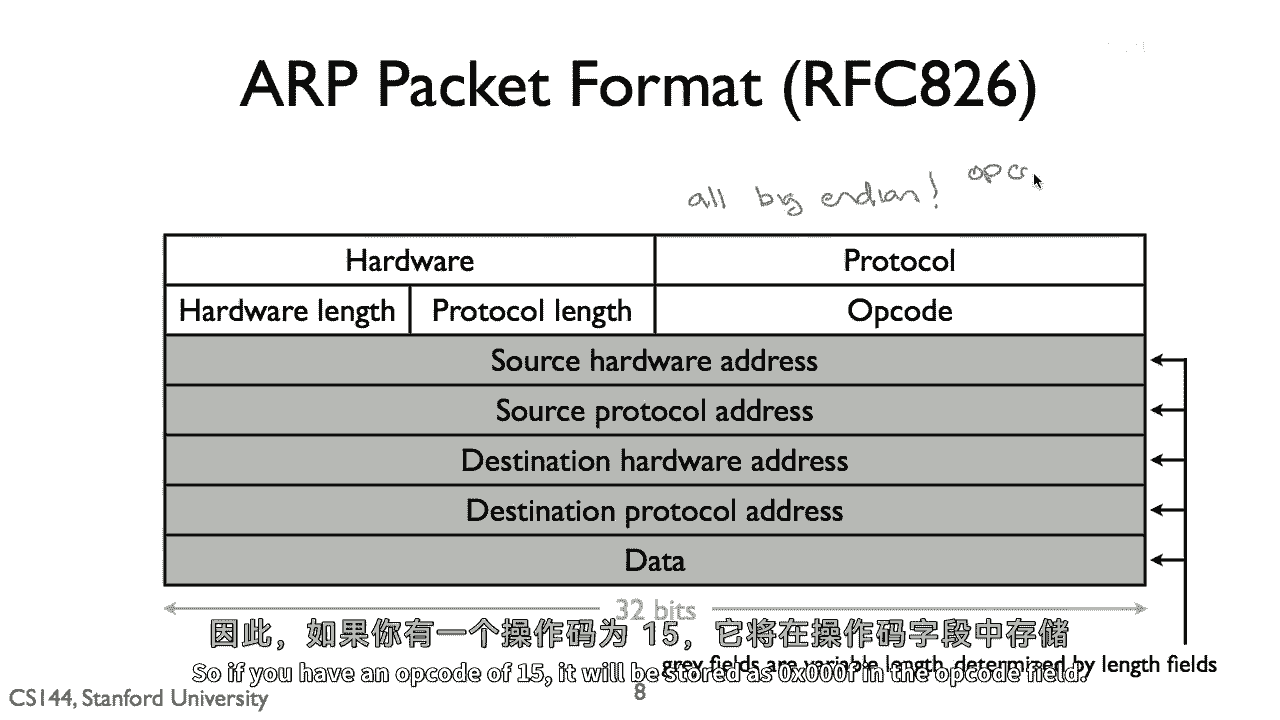 ARP Packet Format (RFC826)
all big endian! opc
Hardware Protocol
Hardware length Protocol length Opcode
Source hardware address
Source protocol address
Destination hardware address
Destination protocol address
Data
32 bits
因此，如果你有一个操作码为 15，它将在操作码字段中存储
grey fields are variable length, determined by length fields
So if you have an opcode of 15, it will be stored as 0x000f in the opcode field.
8
CS144, Stanford University